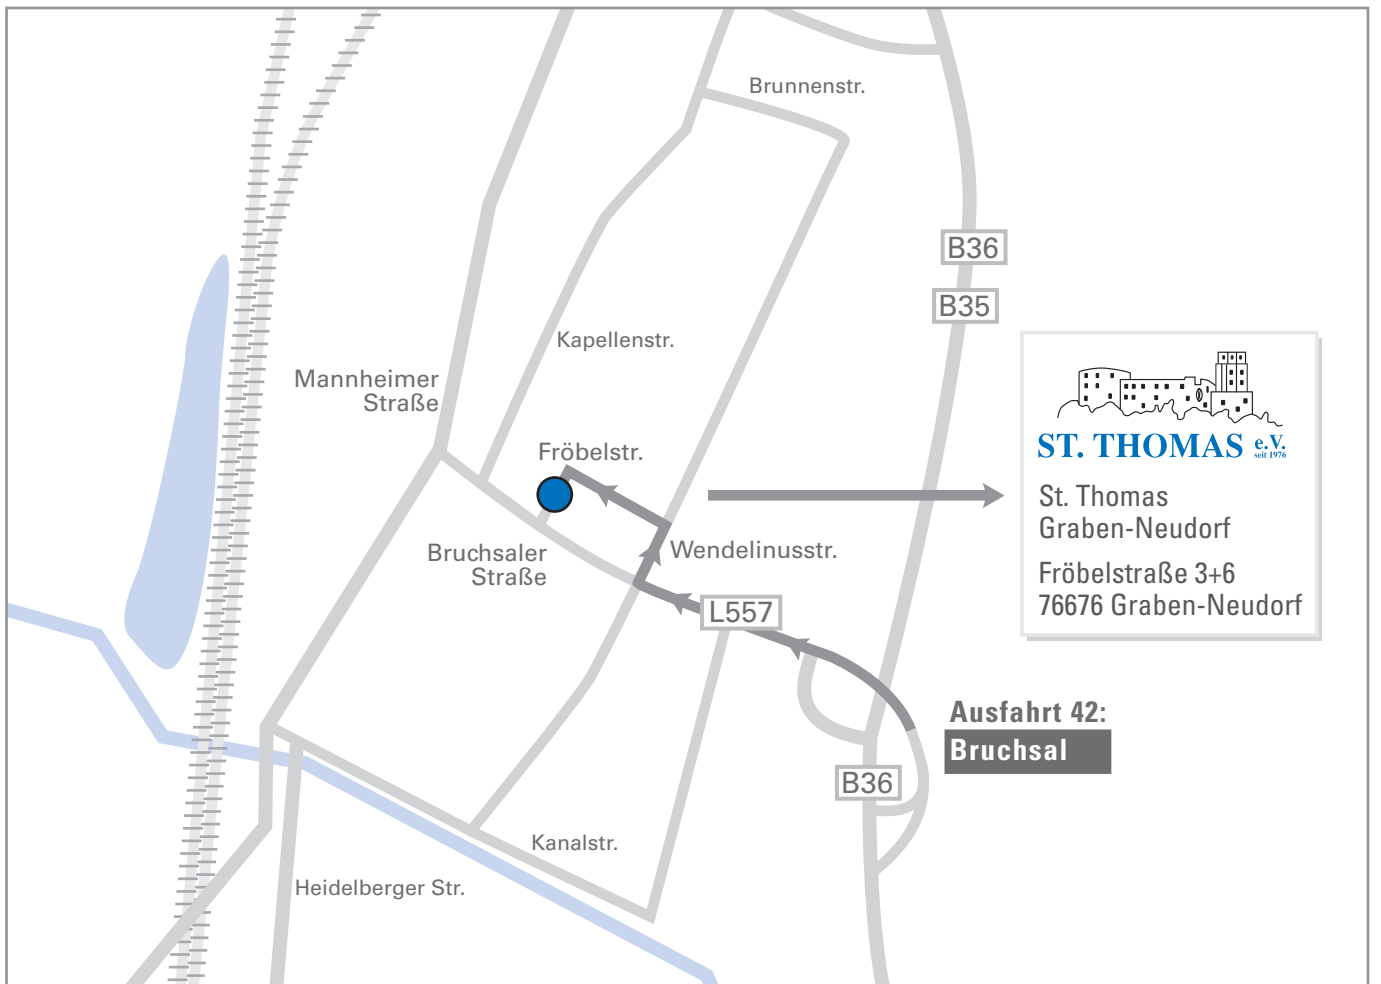 Brunnenstr.
B36
B35
Kapellenstr.
Mannheimer
Straße
Fröbelstr.
ST. THOMAS e.V.
seit 1976
St. Thomas
Graben-Neudorf
Fröbelstraße 3+6
76676 Graben-Neudorf
Bruchsaler
Straße
Wendelinusstr.
L557
Ausfahrt 42:
Bruchsal
B36
Kanalstr.
Heidelberger Str.